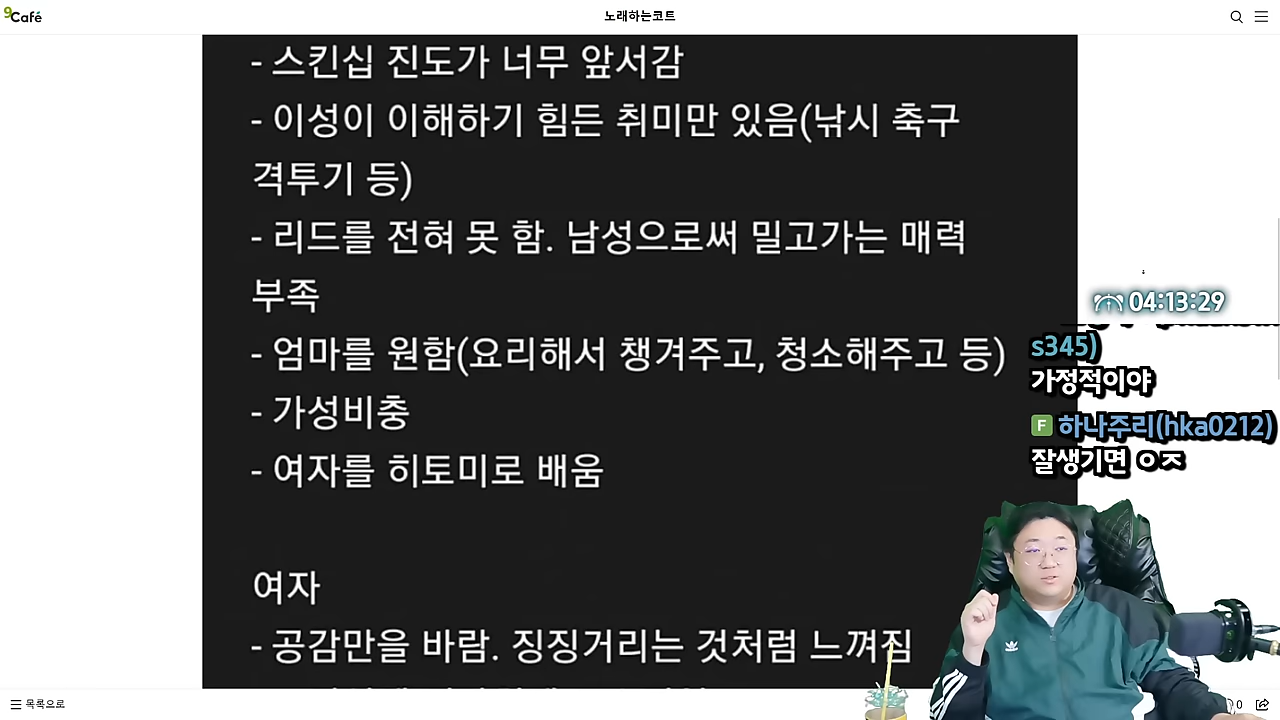 Café
노래하는코트
- 스킨십 진도가 너무 앞서감
- 이성이 이해하기 힘든 취미만 있음(낚시 축구
격투기 등)
- 리드를 전혀 못 함. 남성으로써 밀고가는 매력
부족
- 엄마를 원함(요리해서 챙겨주고, 청소해주고 등)
- 가성비충
- 여자를 히토미로 배움
여자
- 공감만을 바람. 징징거리는 것처럼 느껴짐
04:13:29
s345)
가정적이야
F 하나주리(hka0212)
잘생기면 ㅇㅈ
목록으로
0